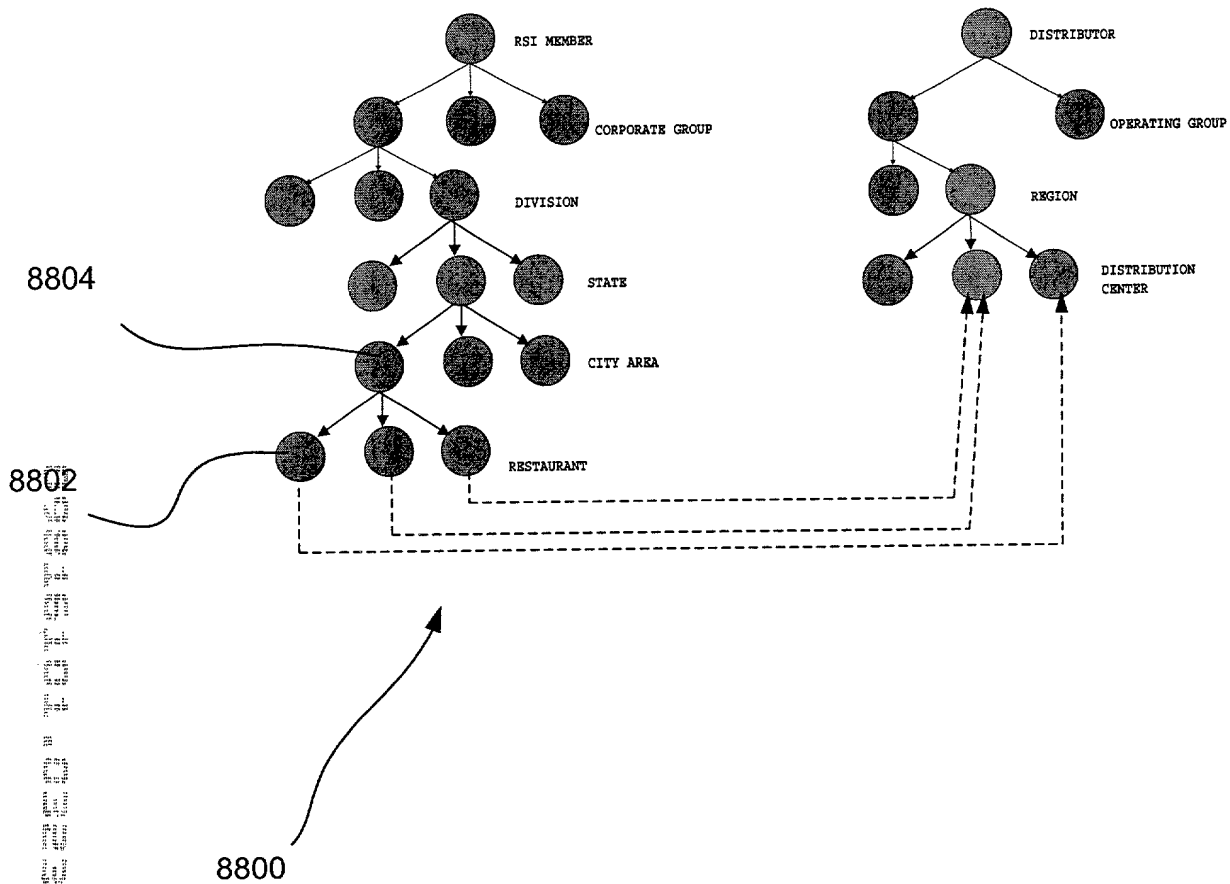 RSI MEMBER
DISTRIBUTOR
CORPORATE GROUP
OPERATING GROUP
DIVISION
REGION
8804
STATE
DISTRIBUTION
CENTER
CITY AREA
8802
RESTAURANT
8800